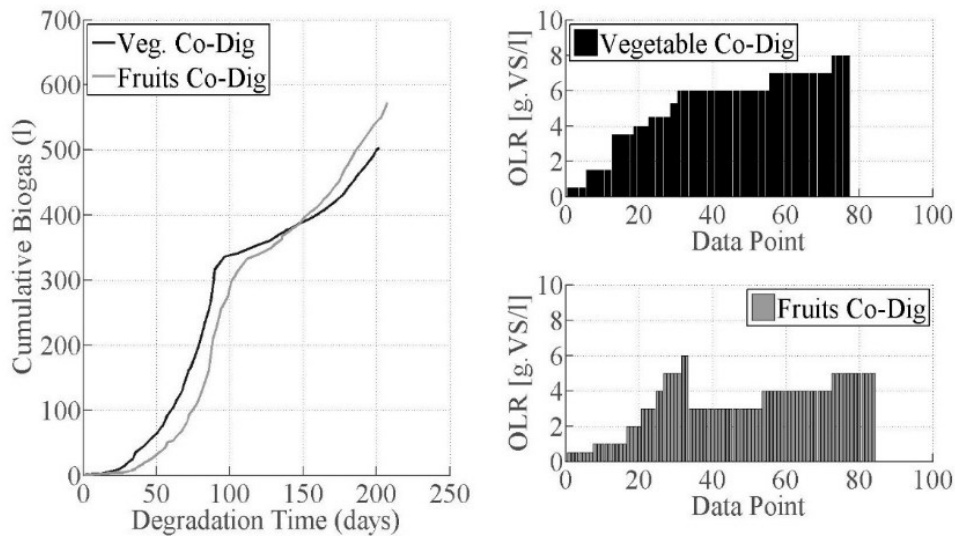 700
600
500
400
300
200
100
0
Cumulative Biogas (l)
Veg. Co-Dig
Fruits Co-Dig
0 50 100 150 200 250
Degradation Time (days)
10
8
6
4
2
0
OLR [g.VS/l]
Vegetable Co-Dig
0 20 40 60 80 100
Data Point
10
8
6
4
2
0
OLR [g.VS/l]
Fruits Co-Dig
0 20 40 60 80 100
Data Point